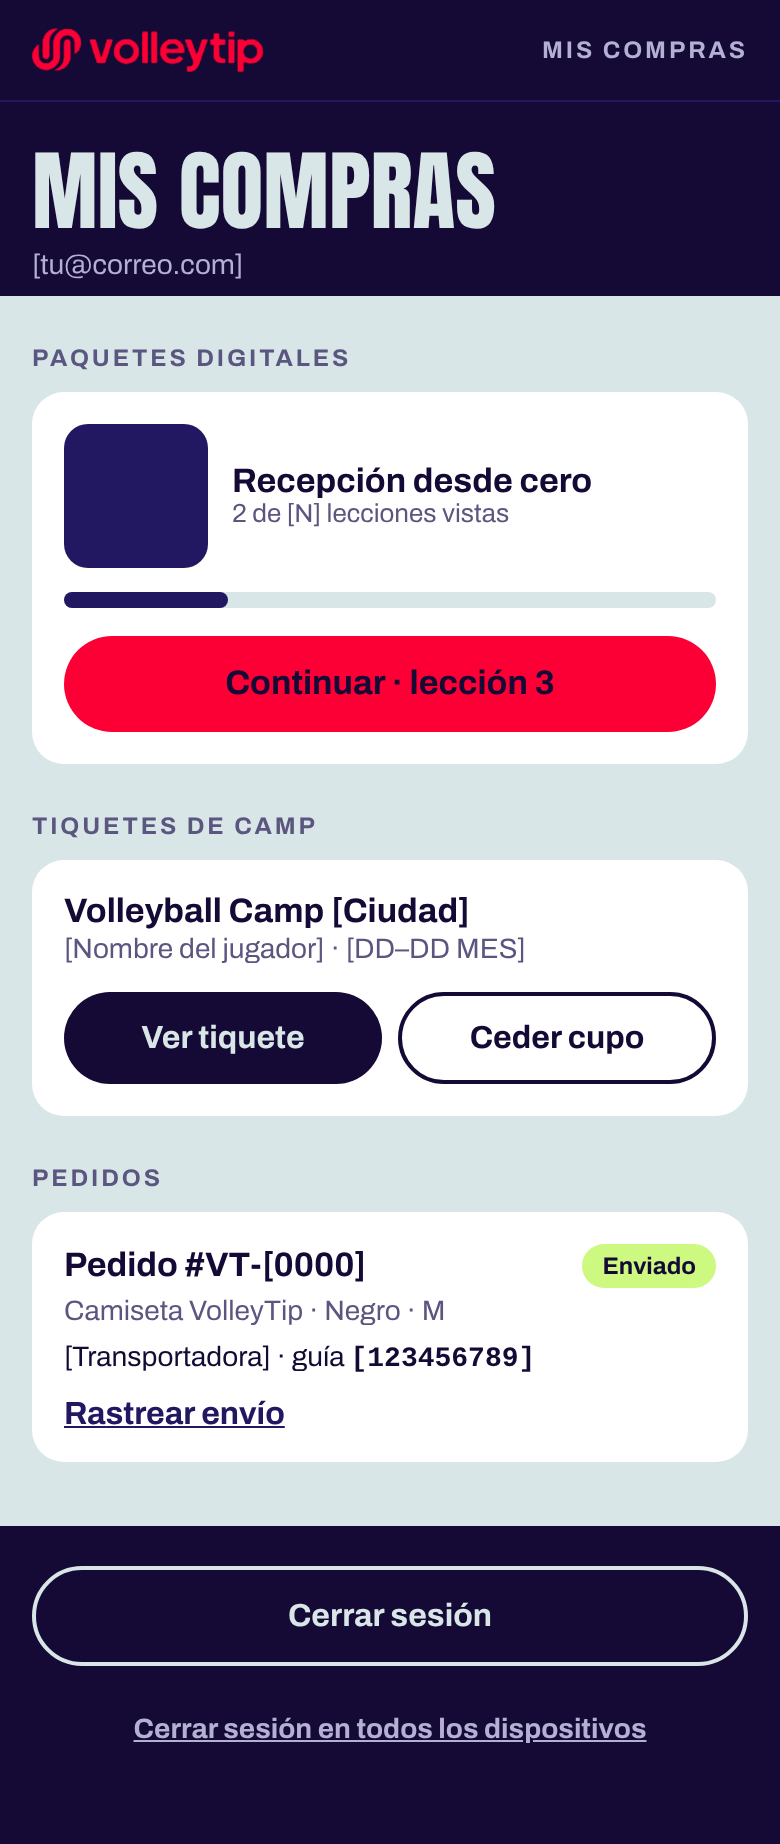 volleytip
MIS COMPRAS
MIS COMPRAS
[tu@correo.com]
PAQUETES DIGITALES
Recepción desde cero
2 de [N] lecciones vistas
Continuar · lección 3
TIQUETES DE CAMP
Volleyball Camp [Ciudad]
[Nombre del jugador] · [DD–DD MES]
Ver tiquete
Ceder cupo
PEDIDOS
Pedido #VT-[0000]
Enviado
Camiseta VolleyTip · Negro · M
[Transportadora] · guía [123456789]
Rastrear envío
Cerrar sesión
Cerrar sesión en todos los dispositivos